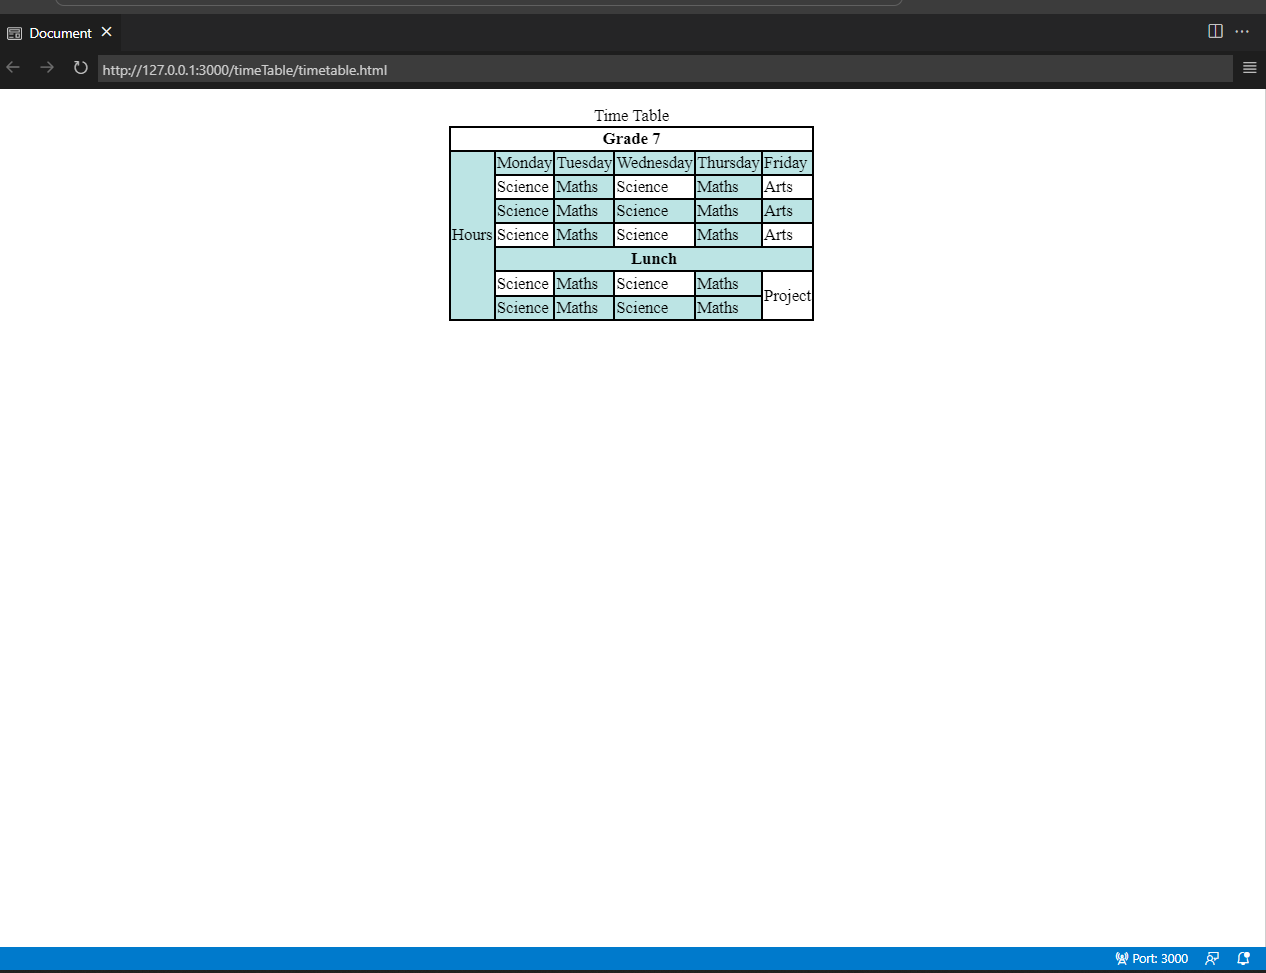 Document
http://127.0.0.1:3000/timeTable/timetable.html
Time Table
Grade 7
Monday Tuesday Wednesday Thursday Friday
Science Maths Science Maths Arts
Science Maths Science Maths Arts
Hours Science Maths Science Maths Arts
Lunch
Science Maths Science Maths
Project
Science Maths Science Maths
Port: 3000